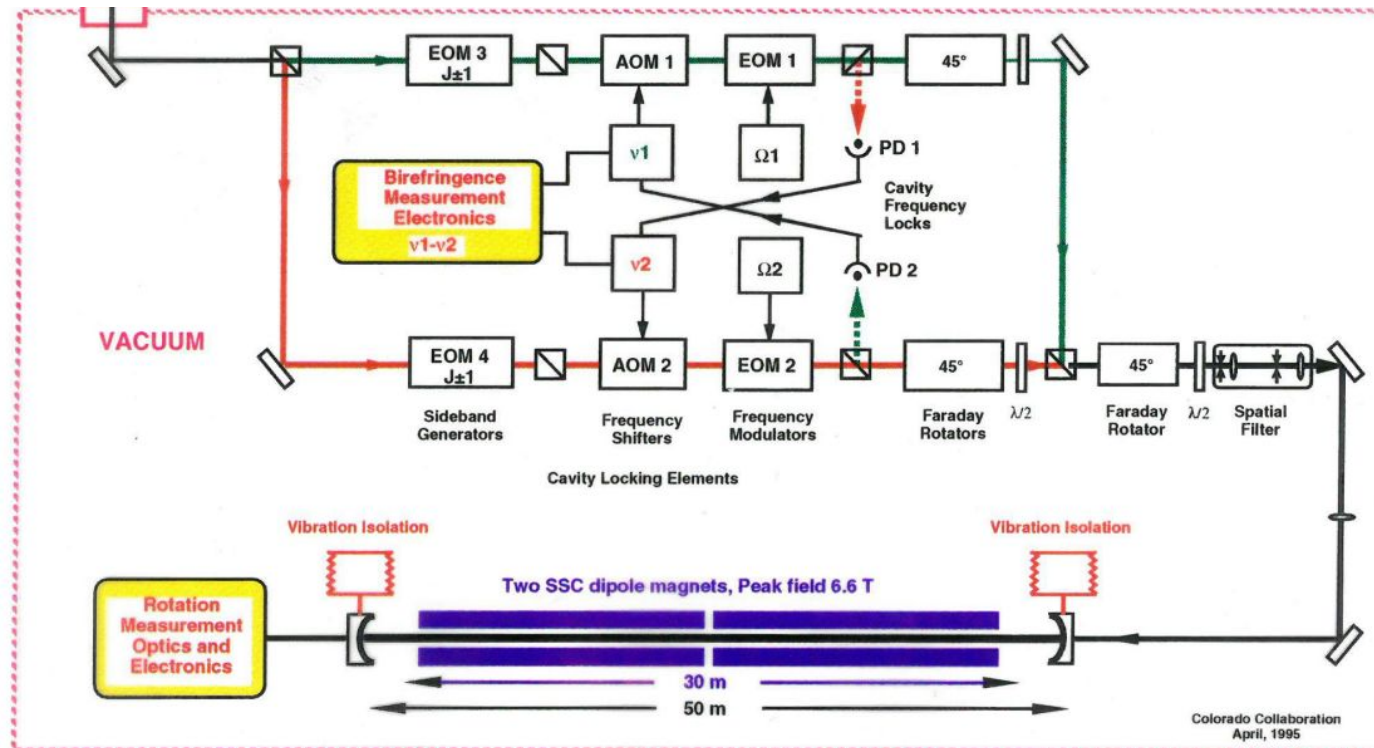 EOM 3
J±1
AOM 1
EOM 1
45°
ν1
Ω1
PD 1
Birefringence
Measurement
Electronics
ν1-ν2
Cavity
Frequency
Locks
ν2
Ω2
PD 2
VACUUM
EOM 4
J±1
AOM 2
EOM 2
45°
λ/2
45°
λ/2
Sideband
Generators
Frequency
Shifters
Frequency
Modulators
Faraday
Rotators
Faraday
Rotator
Spatial
Filter
Cavity Locking Elements
Vibration Isolation
Vibration Isolation
Two SSC dipole magnets, Peak field 6.6 T
Rotation
Measurement
Optics and
Electronics
30 m
50 m
Colorado Collaboration
April, 1995